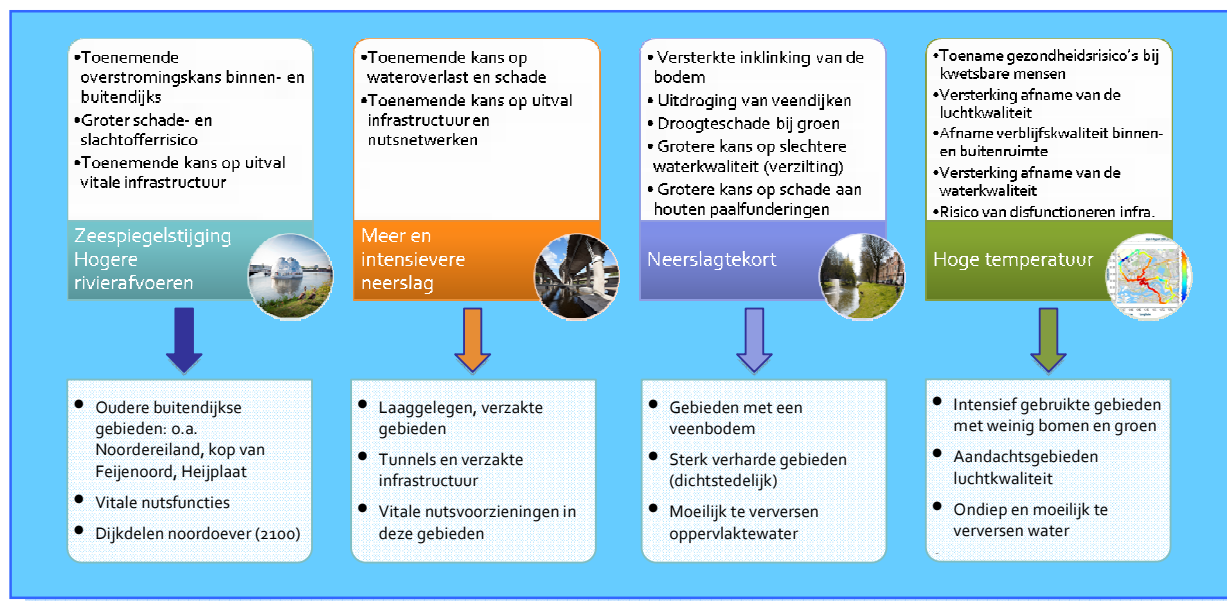 •Toenemende
overstromingskans binnen- en
buitendijks
•Groter schade- en
slachtofferrisico
•Toenemende kans op uitval
vitale infrastructuur
Zeespiegelstijging
Hogere
rivierafvoeren
• Oudere buitendijkse
gebieden: o.a.
Noordereiland, kop van
Feijenoord, Heijplaat
• Vitale nutsfuncties
• Dijkdelen noordoever (2100)
•Toenemende kans op
wateroverlast en schade
•Toenemende kans op uitval
infrastructuur en
nutsnetwerken
Meer en
intensievere
neerslag
• Laaggelegen, verzakte
gebieden
• Tunnels en verzakte
infrastructuur
• Vitale nutsvoorzieningen in
deze gebieden
• Versterkte inklinking van de
bodem
• Uitdroging van veendijken
• Droogteschade bij groen
• Grotere kans op slechtere
waterkwaliteit (verzilting)
• Grotere kans op schade aan
houten paalfunderingen
Neerslagtekort
• Gebieden met een
veenbodem
• Sterk verharde gebieden
(dichtstedelijk)
• Moeilijk te verversen
oppervlaktewater
•Toename gezondheidsrisico's bij
kwetsbare mensen
•Versterking afname van de
luchtkwaliteit
•Afname verblijfskwaliteit binnen-
en buitenruimte
•Versterking afname van de
waterkwaliteit
•Risico van disfunctioneren infra.
Hoge temperatuur
• Intensief gebruikte gebieden
met weinig bomen en groen
• Aandachtsgebieden
luchtkwaliteit
• Ondiep en moeilijk te
verversen water